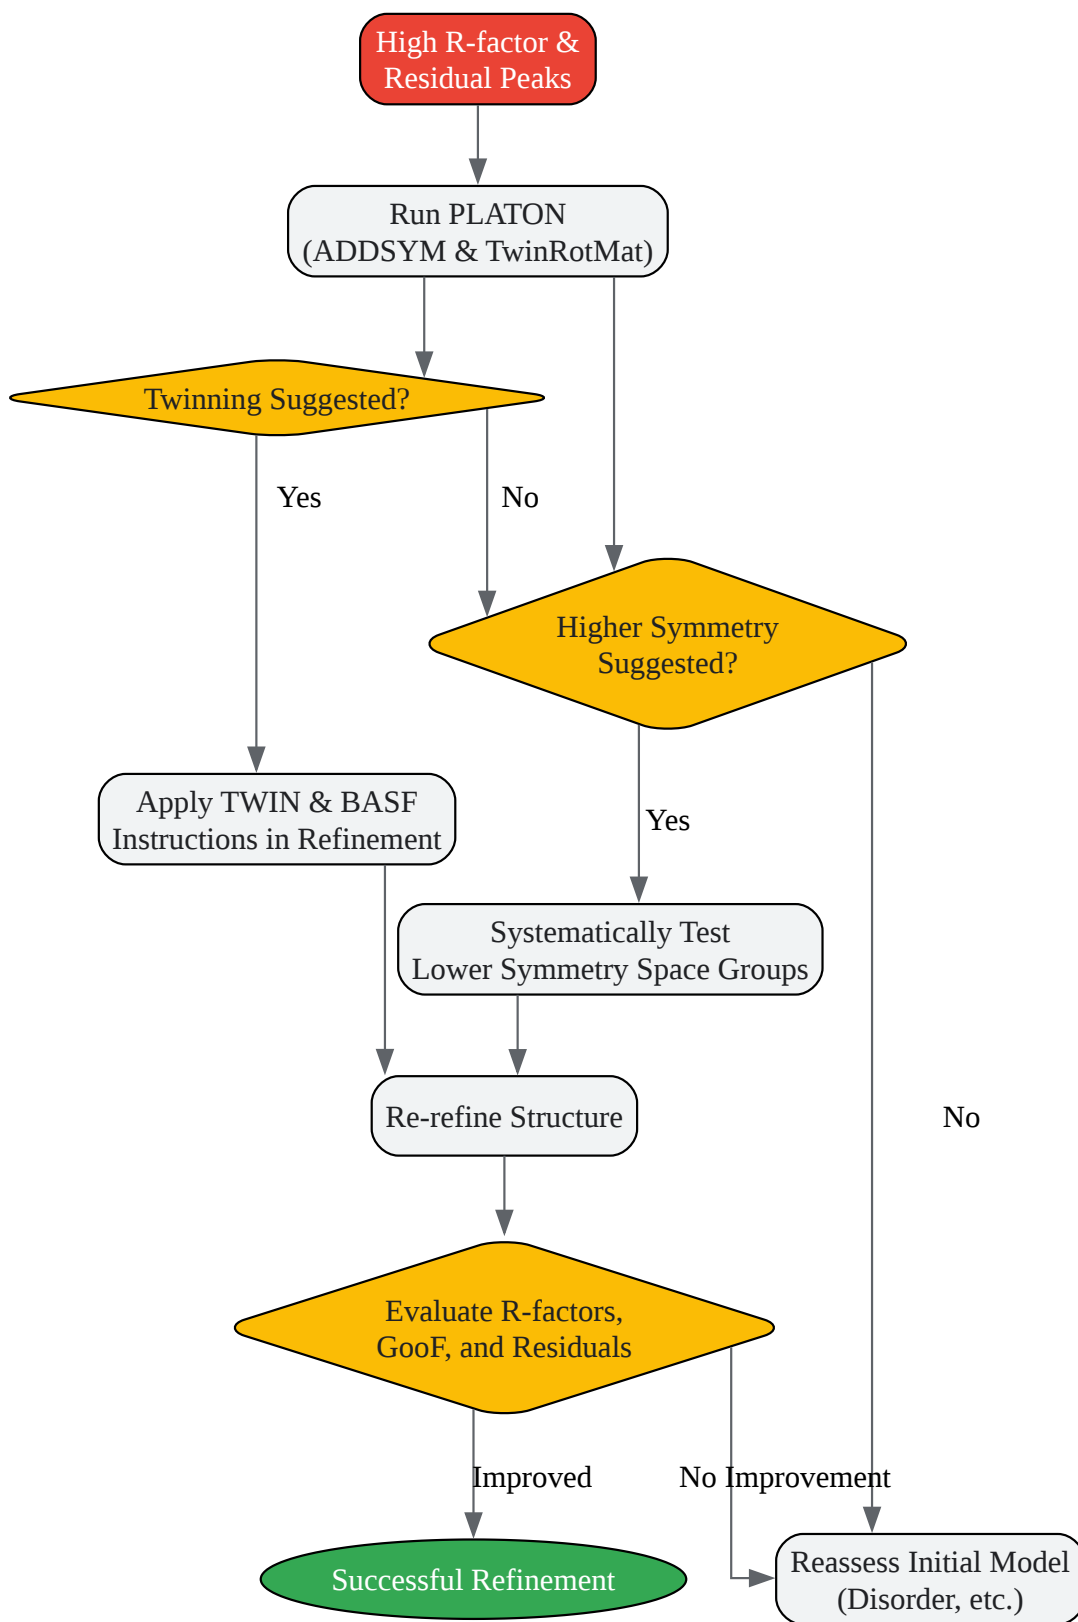 High R-factor &
Residual Peaks
Run PLATON
(ADDSYM & TwinRotMat)
Twinning Suggested?
Yes
No
Higher Symmetry
Suggested?
Apply TWIN & BASF
Instructions in Refinement
Yes
Systematically Test
Lower Symmetry Space Groups
Re-refine Structure
No
Evaluate R-factors,
GooF, and Residuals
Improved
No Improvement
Successful Refinement
Reassess Initial Model
(Disorder, etc.)